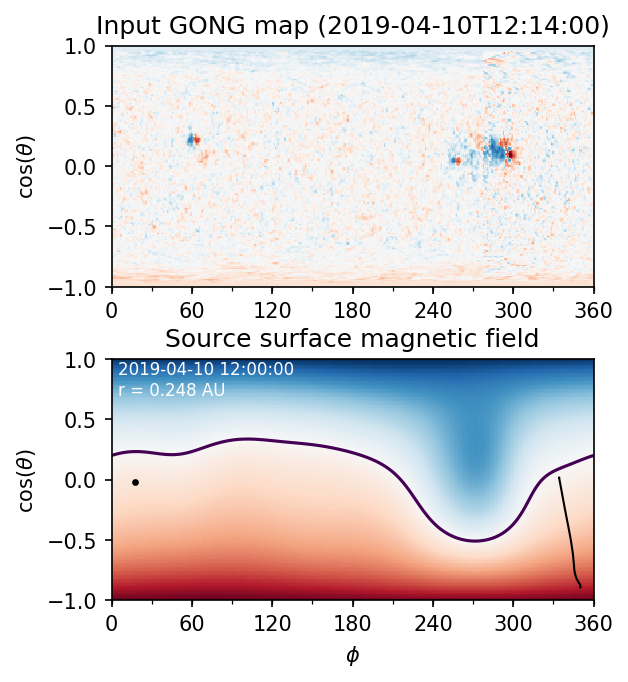 Input GONG map (2019-04-10T12:14:00)
1.0
0.5
0.0
−0.5
−1.0
cos(θ)
0 60 120 180 240 300 360
Source surface magnetic field
2019-04-10 12:00:00
r = 0.248 AU
1.0
0.5
0.0
−0.5
−1.0
cos(θ)
0 60 120 180 240 300 360
ϕ